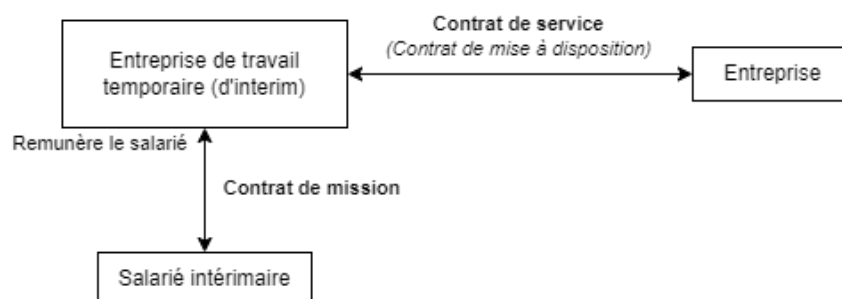 Contrat de service
(Contrat de mise à disposition)
Entreprise de travail
temporaire (d'interim)
Entreprise
Remunère le salarié
Contrat de mission
Salarié intérimaire